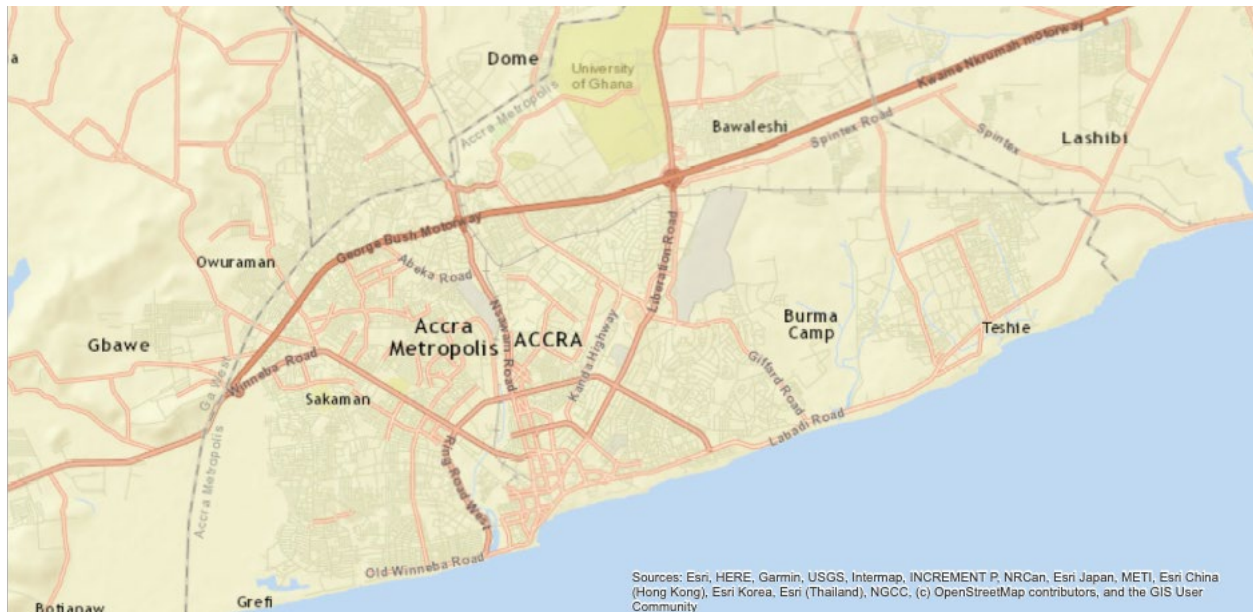 a
Dome
University
of Ghana
Accra Metropolis
Kwame Nkrumah motorway
Bawaleshi
Spintex Road
Spintex
Lashibi
George Bush Motorway
Owuraman
Abeka Road
Liberation Road
Nsawam Road
Gbawe
Accra
Metropolis
ACCRA
Kanda Highway
Burma
Camp
Teshie
Ga West
Winneba Road
Sakaman
Giffard Road
Labadi Road
Accra Metropolis
Ring Road West
Old Winneba Road
Grefi
Botiapaw
Sources: Esri, HERE, Garmin, USGS, Intermap, INCREMENT P, NRCan, Esri Japan, METI, Esri China
(Hong Kong), Esri Korea, Esri (Thailand), NGCC, (c) OpenStreetMap contributors, and the GIS User
Community